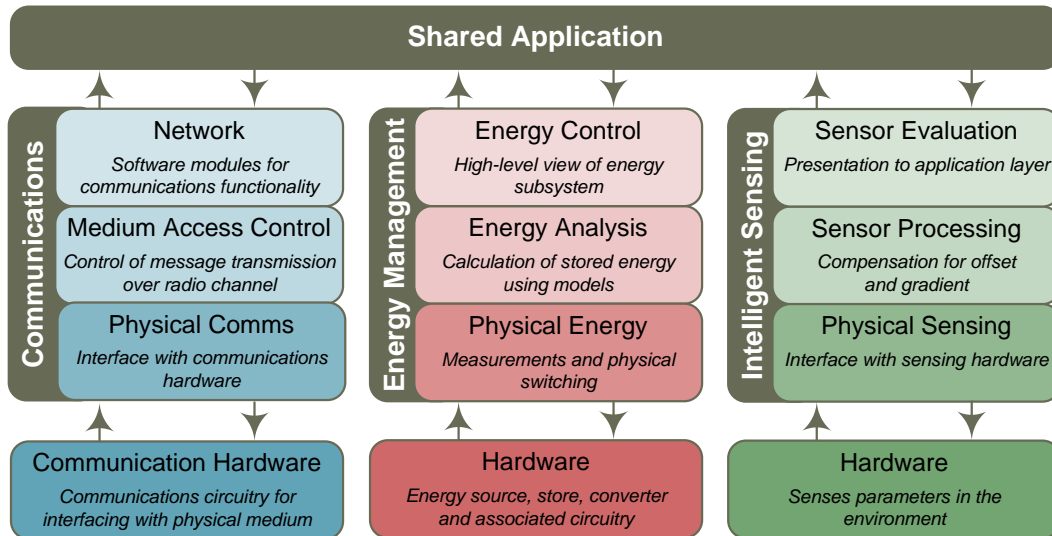 Shared Application
Communications
Network
Software modules for
communications functionality
Medium Access Control
Control of message transmission
over radio channel
Physical Comms
Interface with communications
hardware
Communication Hardware
Communications circuitry for
interfacing with physical medium
Energy Management
Energy Control
High-level view of energy
subsystem
Energy Analysis
Calculation of stored energy
using models
Physical Energy
Measurements and physical
switching
Hardware
Energy source, store, converter
and associated circuitry
Intelligent Sensing
Sensor Evaluation
Presentation to application layer
Sensor Processing
Compensation for offset
and gradient
Physical Sensing
Interface with sensing hardware
Hardware
Senses parameters in the
environment